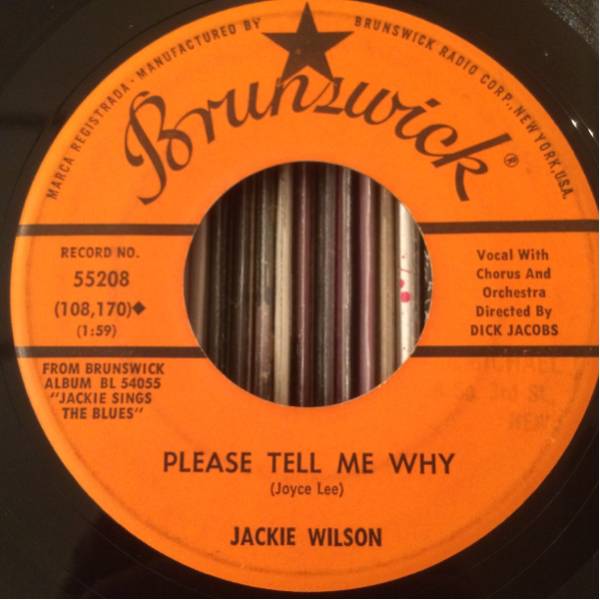 MARCA REGISTRADA · MANUFACTURED BY BRUNSWICK RADIO CORP., NEW YORK, USA.
Brunswick®
RECORD NO.
55208
(108,170)◆
(1:59)
Vocal With
Chorus And
Orchestra
Directed By
DICK JACOBS
FROM BRUNSWICK
ALBUM BL 54055
"JACKIE SINGS
THE BLUES"
PLEASE TELL ME WHY
(Joyce Lee)
JACKIE WILSON